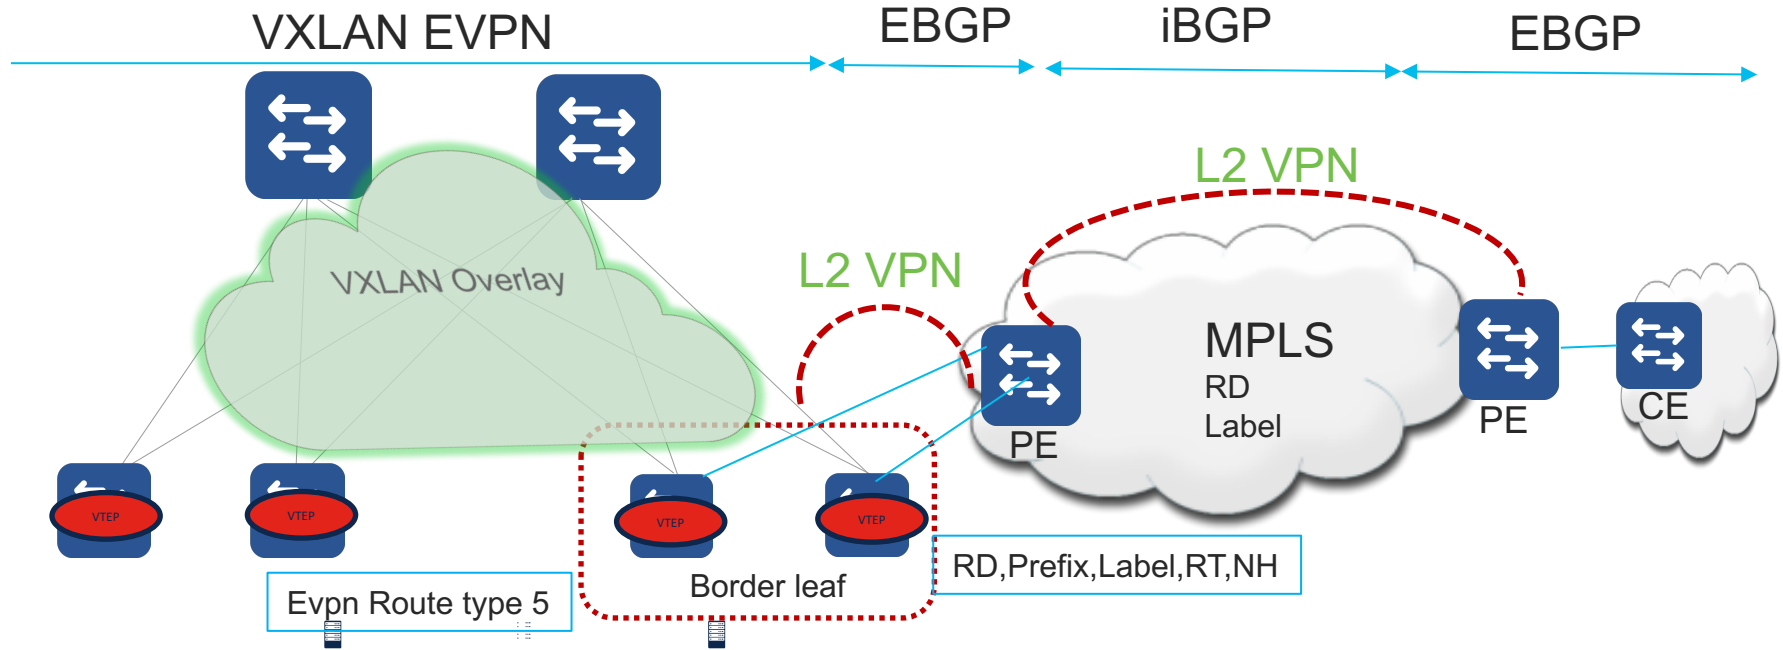 VXLAN EVPN
EBGP
iBGP
EBGP
L2 VPN
L2 VPN
VXLAN Overlay
MPLS
RD
Label
PE
PE
CE
VTEP
VTEP
VTEP
VTEP
RD,Prefix,Label,RT,NH
Border leaf
Evpn Route type 5